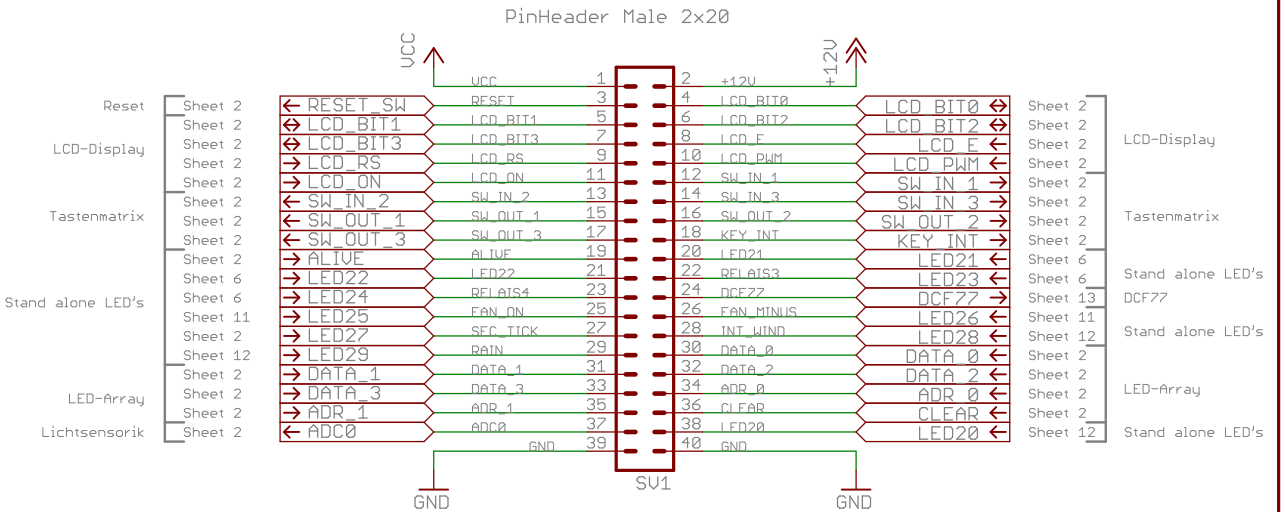 PinHeader Male 2x20
VCC +12V
VCC 1 2 +12V
Reset Sheet 2 RESET_SW RESET 3 4 LCD_BIT0 LCD_BIT0 Sheet 2
Sheet 2 LCD_BIT1 LCD_BIT1 5 6 LCD_BIT2 LCD_BIT2 Sheet 2
LCD-Display Sheet 2 LCD_BIT3 LCD_BIT3 7 8 LCD_E LCD_E Sheet 2 LCD-Display
Sheet 2 LCD_RS LCD_RS 9 10 LCD_PWM LCD_PWM Sheet 2
Sheet 2 LCD_ON LCD_ON 11 12 SW_IN_1 SW_IN_1 Sheet 2
Sheet 2 SW_IN_2 SW_IN_2 13 14 SW_IN_3 SW_IN_3 Sheet 2
Tastenmatrix Sheet 2 SW_OUT_1 SW_OUT_1 15 16 SW_OUT_2 SW_OUT_2 Sheet 2 Tastenmatrix
Sheet 2 SW_OUT_3 SW_OUT_3 17 18 KEY_INT KEY_INT Sheet 2
Sheet 2 ALIVE ALIVE 19 20 LED21 LED21 Sheet 6
Sheet 6 LED22 LED22 21 22 RELAIS3 LED23 Sheet 6 Stand alone LED's
Stand alone LED's Sheet 6 LED24 RELAIS4 23 24 DCF77 DCF77 Sheet 13 DCF77
Sheet 11 LED25 FAN_ON 25 26 FAN_MINUS LED26 Sheet 11
Sheet 2 LED27 SEC_TICK 27 28 INT_WIND LED28 Sheet 12 Stand alone LED's
Sheet 12 LED29 RAIN 29 30 DATA_0 DATA_0 Sheet 2
Sheet 2 DATA_1 DATA_1 31 32 DATA_2 DATA_2 Sheet 2
LED-Array Sheet 2 DATA_3 DATA_3 33 34 ADR_0 ADR_0 Sheet 2 LED-Array
Sheet 2 ADR_1 ADR_1 35 36 CLEAR CLEAR Sheet 2
Lichtsensorik Sheet 2 ADC0 ADC0 37 38 LED20 LED20 Sheet 12 Stand alone LED's
GND 39 40 GND
SV1
GND GND